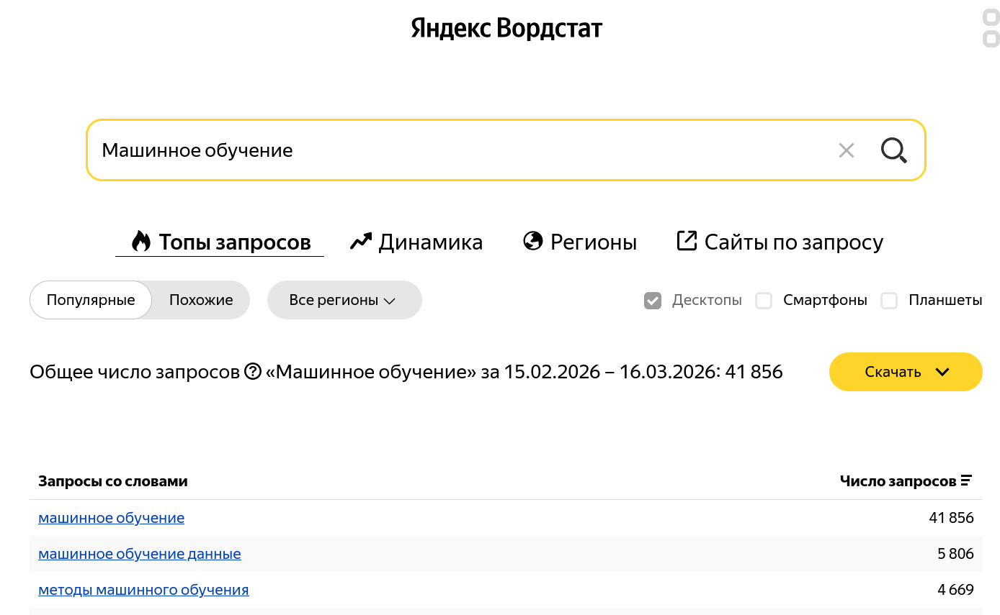 Яндекс Вордстат
Машинное обучение
Топы запросов Динамика Регионы Сайты по запросу
Популярные Похожие Все регионы Десктопы Смартфоны Планшеты
Общее число запросов «Машинное обучение» за 15.02.2026 – 16.03.2026: 41 856 Скачать
Запросы со словами Число запросов
машинное обучение 41 856
машинное обучение данные 5 806
методы машинного обучения 4 669